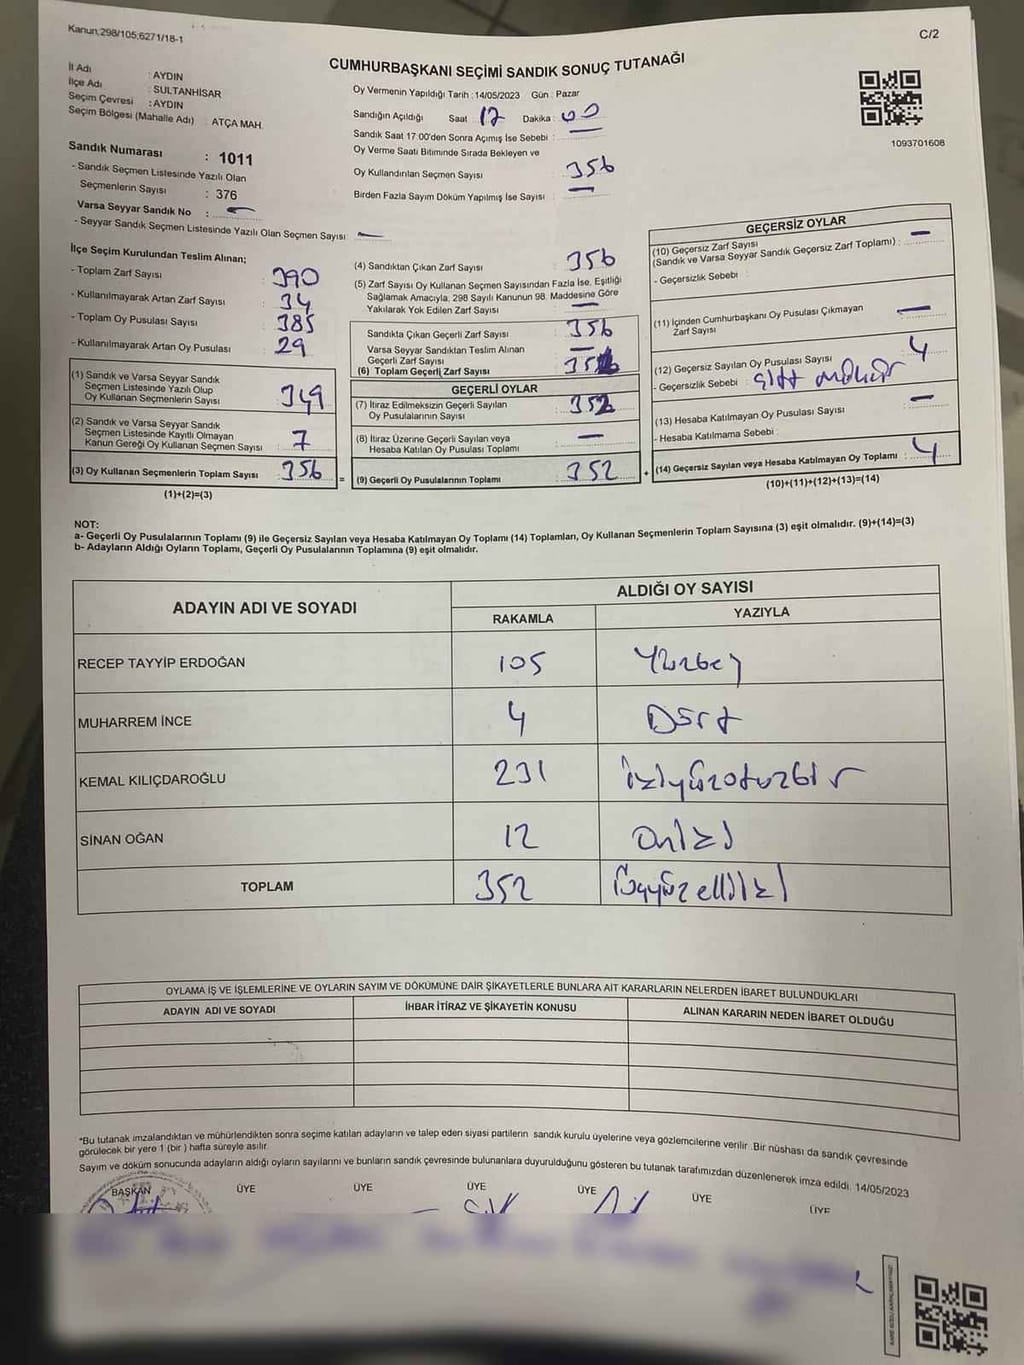 Kanun;298/105;6271/18-1
C/2
CUMHURBAŞKANI SEÇİMİ SANDIK SONUÇ TUTANAĞI
İl Adı : AYDIN
İlçe Adı : SULTANHİSAR
Seçim Çevresi : AYDIN
Seçim Bölgesi (Mahalle Adı) : ATÇA MAH.
Sandık Numarası : 1011
- Sandık Seçmen Listesinde Yazılı Olan
Seçmenlerin Sayısı : 376
Varsa Seyyar Sandık No : —
- Seyyar Sandık Seçmen Listesinde Yazılı Olan Seçmen Sayısı: —
Oy Vermenin Yapıldığı Tarih : 14/05/2023 Gün : Pazar
Sandığın Açıldığı Saat 17 Dakika : 00
Sandık Saat 17:00'den Sonra Açımış İse Sebebi : —
Oy Verme Saati Bitiminde Sırada Bekleyen ve
Oy Kullandırılan Seçmen Sayısı : 356
Birden Fazla Sayım Döküm Yapılmış İse Sayısı : —
1093701608
İlçe Seçim Kurulundan Teslim Alınan;
- Toplam Zarf Sayısı : 390
- Kullanılmayarak Artan Zarf Sayısı : 34
- Toplam Oy Pusulası Sayısı : 385
- Kullanılmayarak Artan Oy Pusulası : 29
(1) Sandık ve Varsa Seyyar Sandık
Seçmen Listesinde Yazılı Olup
Oy Kullanan Seçmenlerin Sayısı : 349
(2) Sandık ve Varsa Seyyar Sandık
Seçmen Listesinde Kayıtlı Olmayan
Kanun Gereği Oy Kullanan Seçmen Sayısı : 7
(3) Oy Kullanan Seçmenlerin Toplam Sayısı : 356
(1)+(2)=(3)
=
(4) Sandıktan Çıkan Zarf Sayısı : 356
(5) Zarf Sayısı Oy Kullanan Seçmen Sayısından Fazla İse, Eşitliği
Sağlamak Amacıyla, 298 Sayılı Kanunun 98. Maddesine Göre
Yakılarak Yok Edilen Zarf Sayısı : —
Sandıkta Çıkan Geçerli Zarf Sayısı : 356
Varsa Seyyar Sandıktan Teslim Alınan
Geçerli Zarf Sayısı : —
(6) Toplam Geçerli Zarf Sayısı :
GEÇERLİ OYLAR
(7) İtiraz Edilmeksizin Geçerli Sayılan
Oy Pusulalarının Sayısı : 352
(8) İtiraz Üzerine Geçerli Sayılan veya
Hesaba Katılan Oy Pusulası Toplamı : —
(9) Geçerli Oy Pusulalarının Toplamı : 352
+
GEÇERSİZ OYLAR
(10) Geçersiz Zarf Sayısı
(Sandık ve Varsa Seyyar Sandık Geçersiz Zarf Toplamı) : —
- Geçersizlik Sebebi :
(11) İçinden Cumhurbaşkanı Oy Pusulası Çıkmayan
Zarf Sayısı : —
(12) Geçersiz Sayılan Oy Pusulası Sayısı : 4
- Geçersizlik Sebebi : Çift mühür
(13) Hesaba Katılmayan Oy Pusulası Sayısı : —
- Hesaba Katılmama Sebebi :
(14) Geçersiz Sayılan veya Hesaba Katılmayan Oy Toplamı : 4
(10)+(11)+(12)+(13)=(14)
NOT:
a- Geçerli Oy Pusulalarının Toplamı (9) ile Geçersiz Sayılan veya Hesaba Katılmayan Oy Toplamı (14) Toplamları, Oy Kullanan Seçmenlerin Toplam Sayısına (3) eşit olmalıdır. (9)+(14)=(3)
b- Adayların Aldığı Oyların Toplamı, Geçerli Oy Pusulalarının Toplamına (9) eşit olmalıdır.
ADAYIN ADI VE SOYADI
ALDIĞI OY SAYISI
RAKAMLA YAZIYLA
RECEP TAYYİP ERDOĞAN 105 Yüzbeş
MUHARREM İNCE 4 Dört
KEMAL KILIÇDAROĞLU 231 ikiyüzotuzbir
SİNAN OĞAN 12 Oniki
TOPLAM 352 üçyüzelliiki
OYLAMA İŞ VE İŞLEMLERİNE VE OYLARIN SAYIM VE DÖKÜMÜNE DAİR ŞİKAYETLERLE BUNLARA AİT KARARLARIN NELERDEN İBARET BULUNDUKLARI
ADAYIN ADI VE SOYADI İHBAR İTİRAZ VE ŞİKAYETİN KONUSU ALINAN KARARIN NEDEN İBARET OLDUĞU
*Bu tutanak imzalandıktan ve mühürlendikten sonra seçime katılan adayların ve talep eden siyasi partilerin sandık kurulu üyelerine veya gözlemcilerine verilir. Bir nüshası da sandık çevresinde
görülecek bir yere 1 (bir) hafta süreyle asılır.
Sayım ve döküm sonucunda adayların aldığı oyların sayılarını ve bunların sandık çevresinde bulunanlara duyurulduğunu gösteren bu tutanak tarafımızdan düzenlenerek imza edildi. 14/05/2023
BAŞKAN ÜYE ÜYE ÜYE ÜYE ÜYE ÜYE